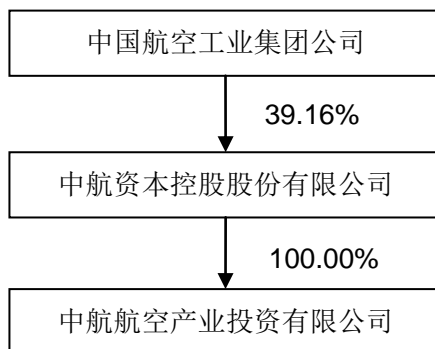 中国航空工业集团公司
39.16%
中航资本控股股份有限公司
100.00%
中航航空产业投资有限公司